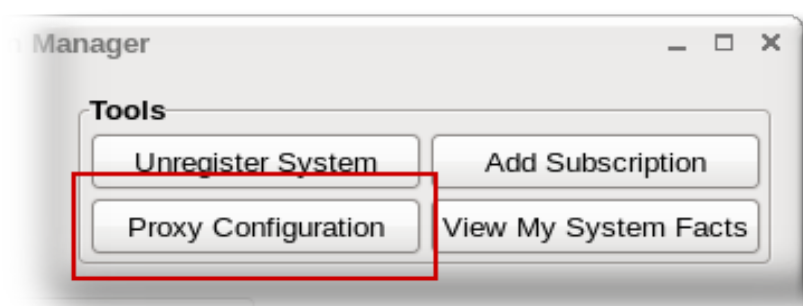 Manager
Tools
Unregister System
Add Subscription
Proxy Configuration
View My System Facts